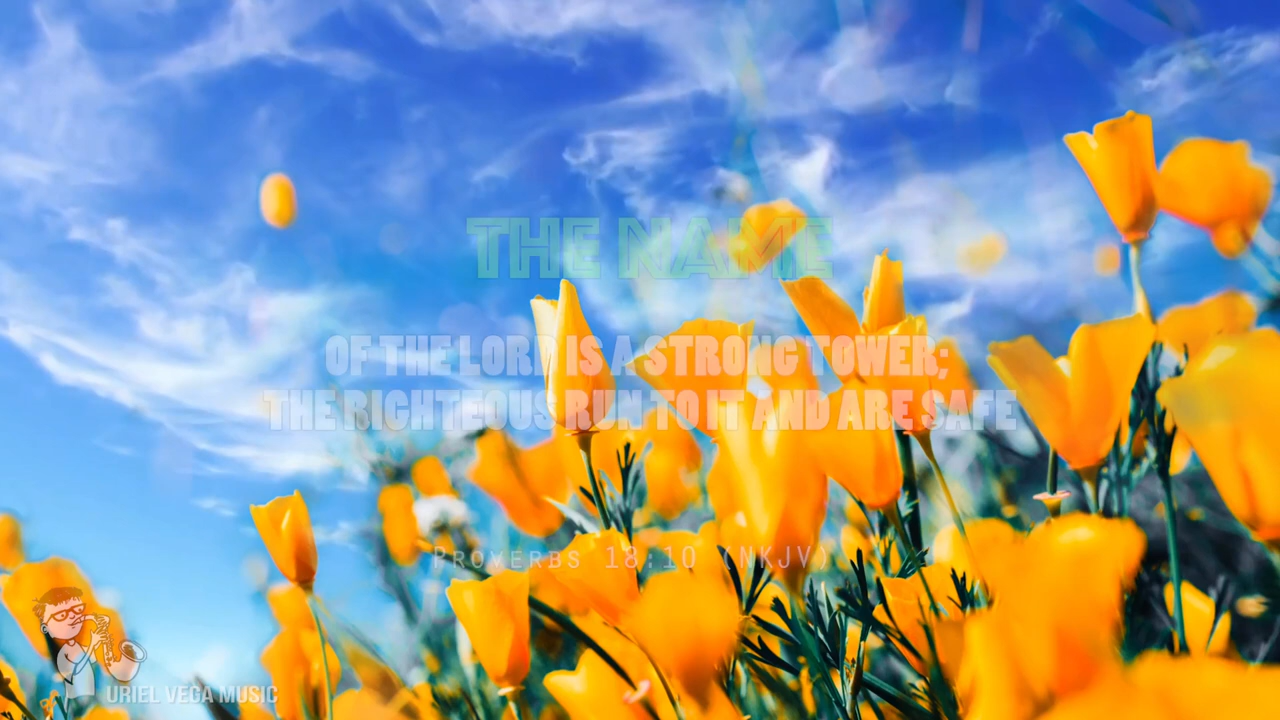 THE NAME
OF THE LORD IS A STRONG TOWER;
THE RIGHTEOUS RUN TO IT AND ARE SAFE
PROVERBS 18:10 (NKJV)
URIEL VEGA MUSIC